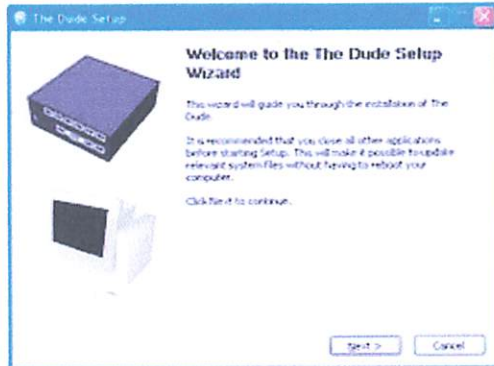 The Dude Setup
Welcome to the The Dude Setup
Wizard
This wizard will guide you through the installation of The
Dude.
It is recommended that you close all other applications
before starting Setup. This will make it possible to update
relevant system files without having to reboot your
computer.
Click Next to continue.
Next >
Cancel